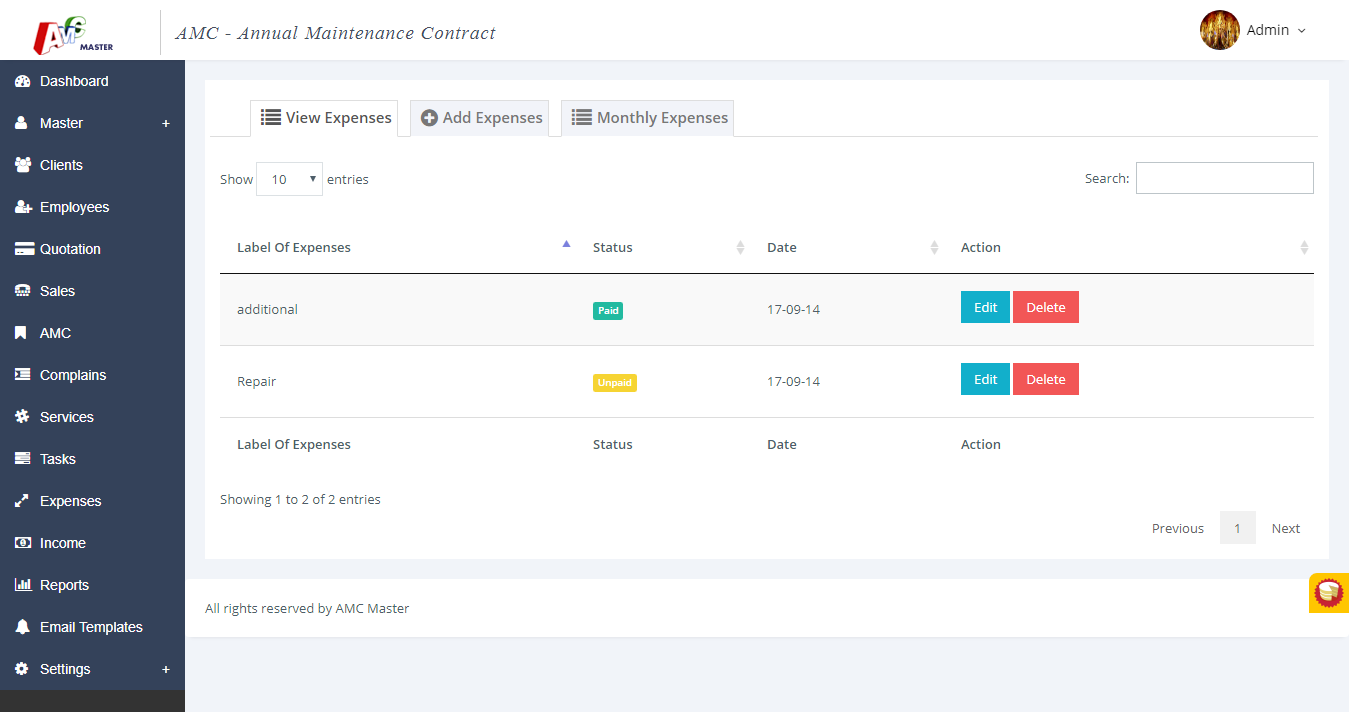 AMC MASTER
AMC - Annual Maintenance Contract
Admin
Dashboard
Master +
Clients
Employees
Quotation
Sales
AMC
Complains
Services
Tasks
Expenses
Income
Reports
Email Templates
Settings +
View Expenses Add Expenses Monthly Expenses
Show 10 entries Search:
Label Of Expenses Status Date Action
additional Paid 17-09-14 Edit Delete
Repair Unpaid 17-09-14 Edit Delete
Label Of Expenses Status Date Action
Showing 1 to 2 of 2 entries
Previous 1 Next
All rights reserved by AMC Master